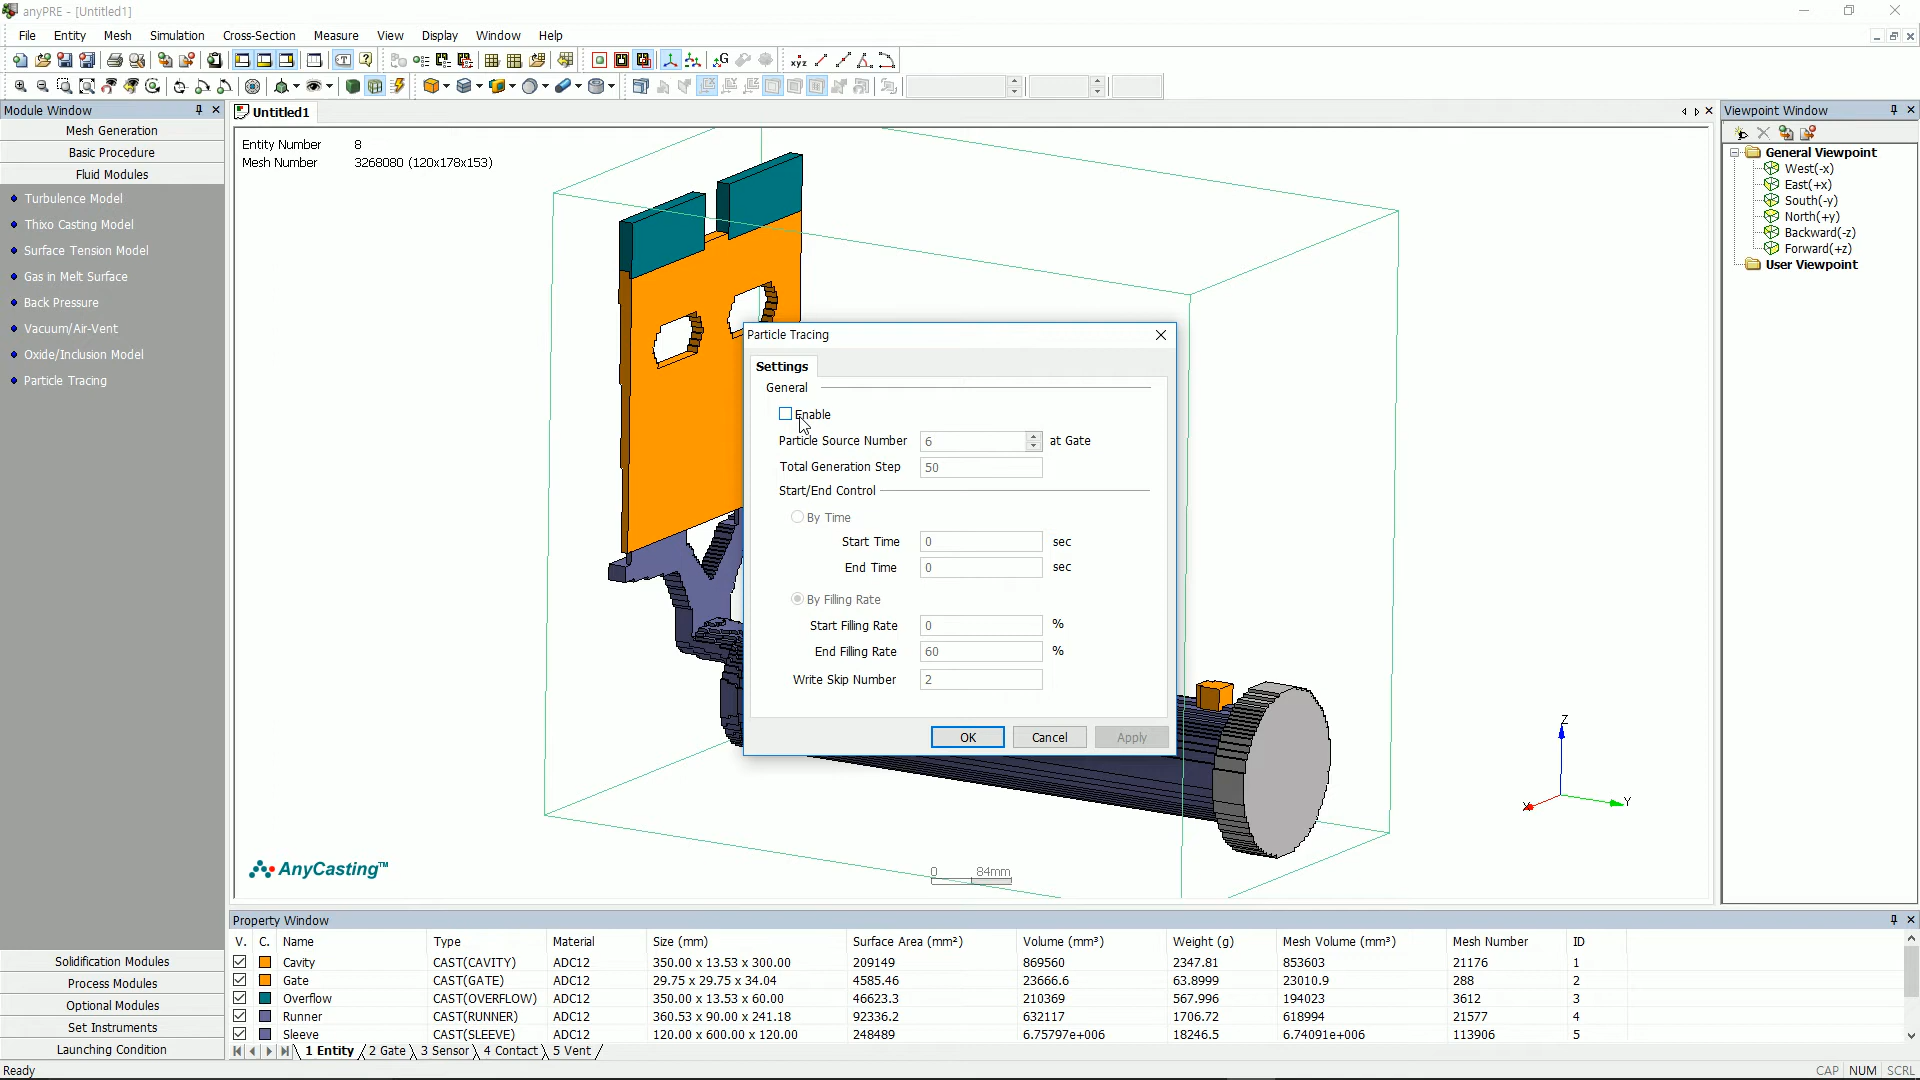 anyPRE - [Untitled1]
File Entity Mesh Simulation Cross-Section Measure View Display Window Help
Module Window
Mesh Generation
Basic Procedure
Fluid Modules
Turbulence Model
Thixo Casting Model
Surface Tension Model
Gas in Melt Surface
Back Pressure
Vacuum/Air-Vent
Oxide/Inclusion Model
Particle Tracing
Solidification Modules
Process Modules
Optional Modules
Set Instruments
Launching Condition
Untitled1
Entity Number 8
Mesh Number 3268080 (120x178x153)
Particle Tracing
Settings
General
Enable
Particle Source Number 6 at Gate
Total Generation Step 50
Start/End Control
By Time
Start Time 0 sec
End Time 0 sec
By Filling Rate
Start Filling Rate 0 %
End Filling Rate 60 %
Write Skip Number 2
OK Cancel Apply
Z
X
Y
AnyCasting™
0 84mm
Viewpoint Window
General Viewpoint
West(-x)
East(+x)
South(-y)
North(+y)
Backward(-z)
Forward(+z)
User Viewpoint
Property Window
V. C. Name Type Material Size (mm) Surface Area (mm²) Volume (mm³) Weight (g) Mesh Volume (mm³) Mesh Number ID
Cavity CAST(CAVITY) ADC12 350.00 x 13.53 x 300.00 209149 869560 2347.81 853603 21176 1
Gate CAST(GATE) ADC12 29.75 x 29.75 x 34.04 4585.46 23666.6 63.8999 23010.9 288 2
Overflow CAST(OVERFLOW) ADC12 350.00 x 13.53 x 60.00 46623.3 210369 567.996 194023 3612 3
Runner CAST(RUNNER) ADC12 360.53 x 90.00 x 241.18 92336.2 632117 1706.72 618994 21577 4
Sleeve CAST(SLEEVE) ADC12 120.00 x 600.00 x 120.00 248489 6.75797e+006 18246.5 6.74091e+006 113906 5
1 Entity 2 Gate 3 Sensor 4 Contact 5 Vent
Ready CAP NUM SCRL